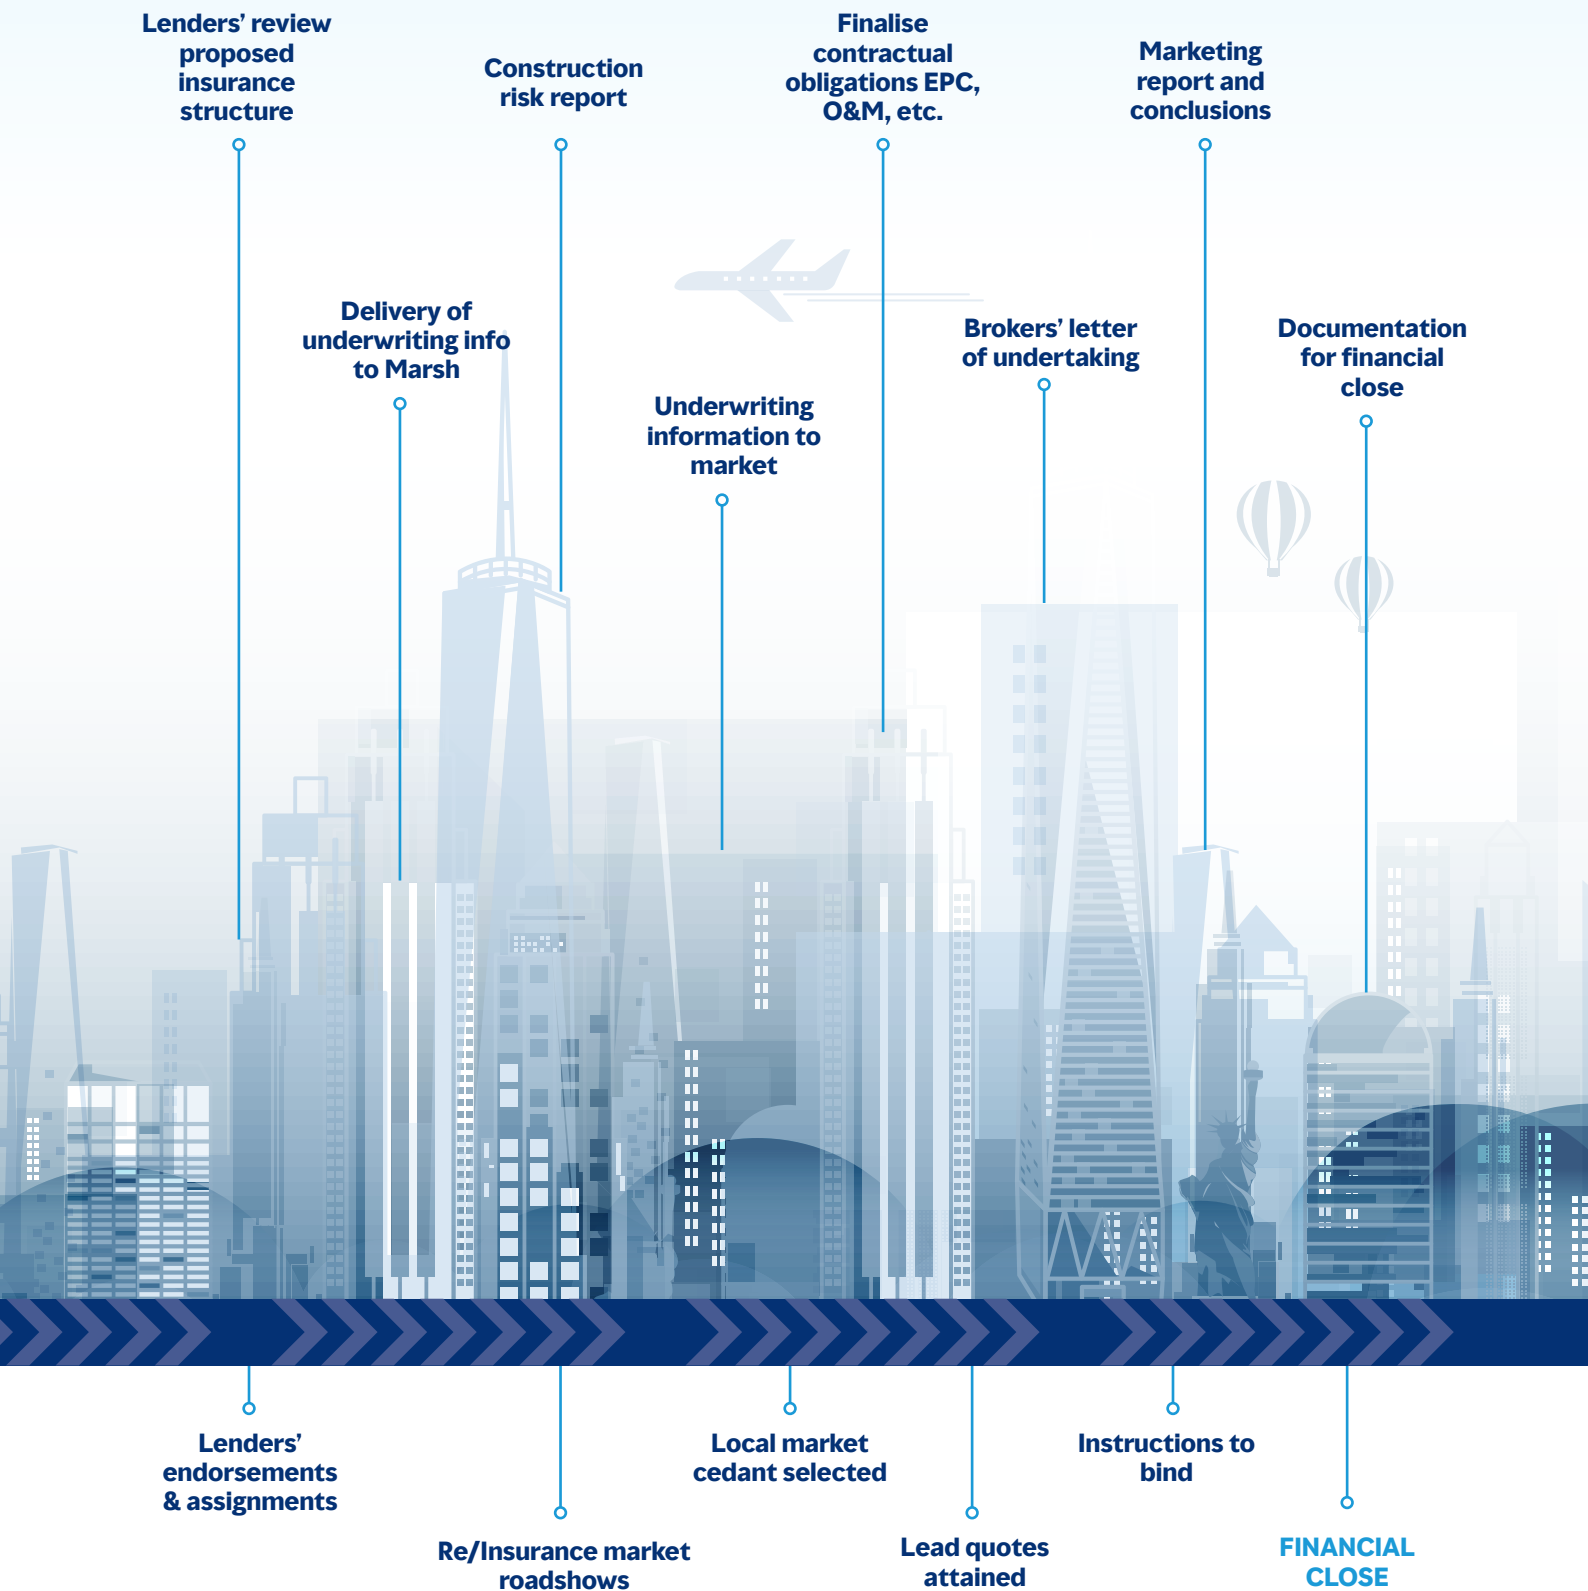 Lenders’ review
proposed
insurance
structure
Construction
risk report
Finalise
contractual
obligations EPC,
O&M, etc.
Marketing
report and
conclusions
Delivery of
underwriting info
to Marsh
Underwriting
information to
market
Brokers’ letter
of undertaking
Documentation
for financial
close
Lenders’
endorsements
& assignments
Re/Insurance market
roadshows
Local market
cedant selected
Lead quotes
attained
Instructions to
bind
FINANCIAL
CLOSE